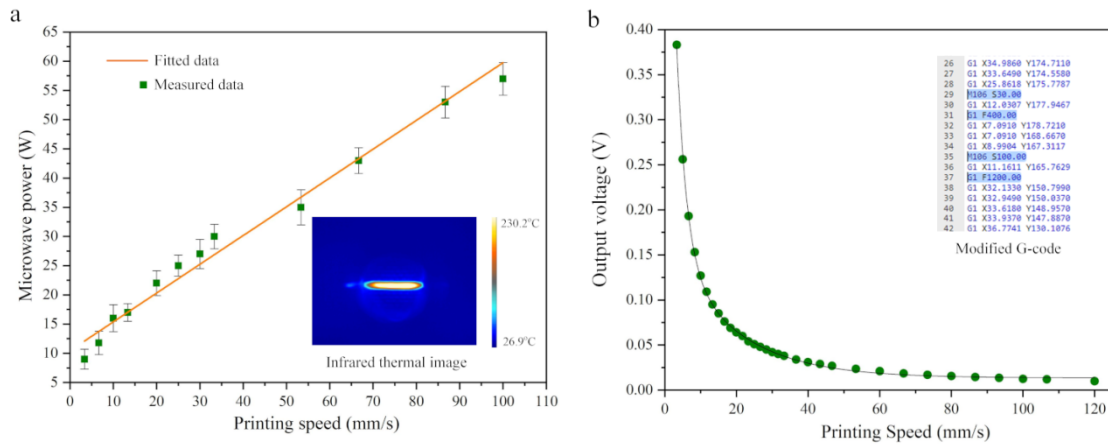 a
65
60
55
50
45
40
35
30
25
20
15
10
5
Microwave power (W)
Fitted data
Measured data
230.2°C
26.9°C
Infrared thermal image
0 10 20 30 40 50 60 70 80 90 100 110
Printing speed (mm/s)
b
0.40
0.35
0.30
0.25
0.20
0.15
0.10
0.05
0.00
Output voltage (V)
26 G1 X34.9860 Y174.7110
27 G1 X33.6490 Y174.5580
28 G1 X25.8618 Y175.7787
29 M106 S30.00
30 G1 X12.0307 Y177.9467
31 G1 F400.00
32 G1 X7.0910 Y178.7210
33 G1 X7.0910 Y168.6670
34 G1 X8.9904 Y167.3117
35 M106 S100.00
36 G1 X11.1611 Y165.7629
37 G1 F1200.00
38 G1 X32.1330 Y150.7990
39 G1 X32.9490 Y150.0370
40 G1 X33.6180 Y148.9570
41 G1 X33.9370 Y147.8870
42 G1 X36.7741 Y130.1076
Modified G-code
0 20 40 60 80 100 120
Printing Speed (mm/s)